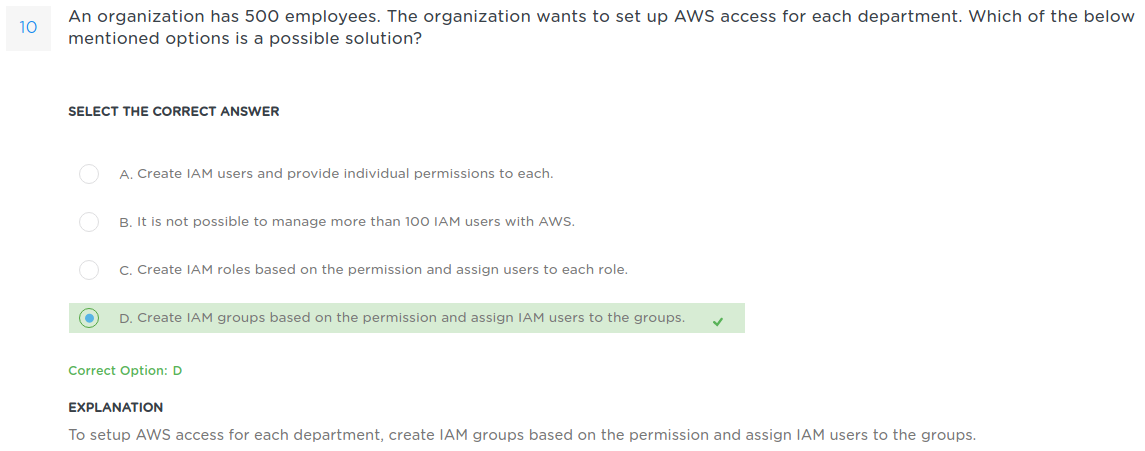 10
An organization has 500 employees. The organization wants to set up AWS access for each department. Which of the below
mentioned options is a possible solution?
SELECT THE CORRECT ANSWER
A. Create IAM users and provide individual permissions to each.
B. It is not possible to manage more than 100 IAM users with AWS.
C. Create IAM roles based on the permission and assign users to each role.
D. Create IAM groups based on the permission and assign IAM users to the groups.
Correct Option: D
EXPLANATION
To setup AWS access for each department, create IAM groups based on the permission and assign IAM users to the groups.